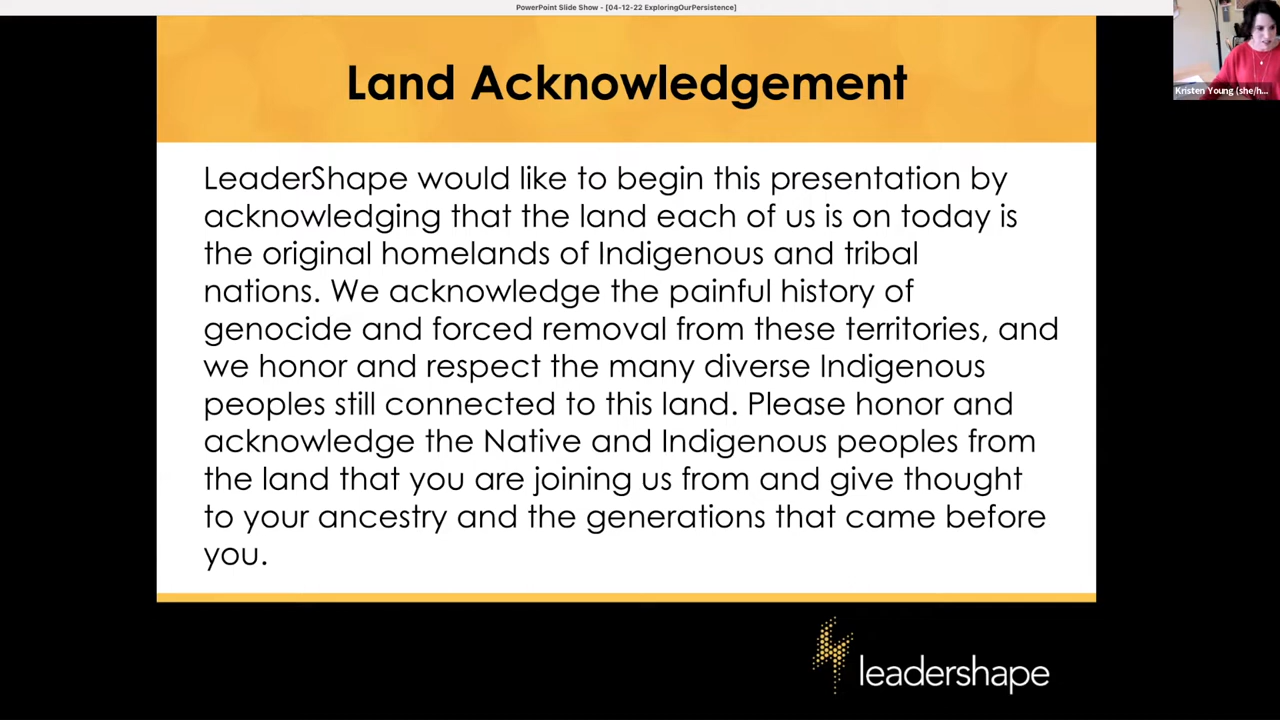 PowerPoint Slide Show - [04-12-22 ExploringOurPersistence]
Kristen Young (she/h...
Land Acknowledgement
LeaderShape would like to begin this presentation by
acknowledging that the land each of us is on today is
the original homelands of Indigenous and tribal
nations. We acknowledge the painful history of
genocide and forced removal from these territories, and
we honor and respect the many diverse Indigenous
peoples still connected to this land. Please honor and
acknowledge the Native and Indigenous peoples from
the land that you are joining us from and give thought
to your ancestry and the generations that came before
you.
leadershape